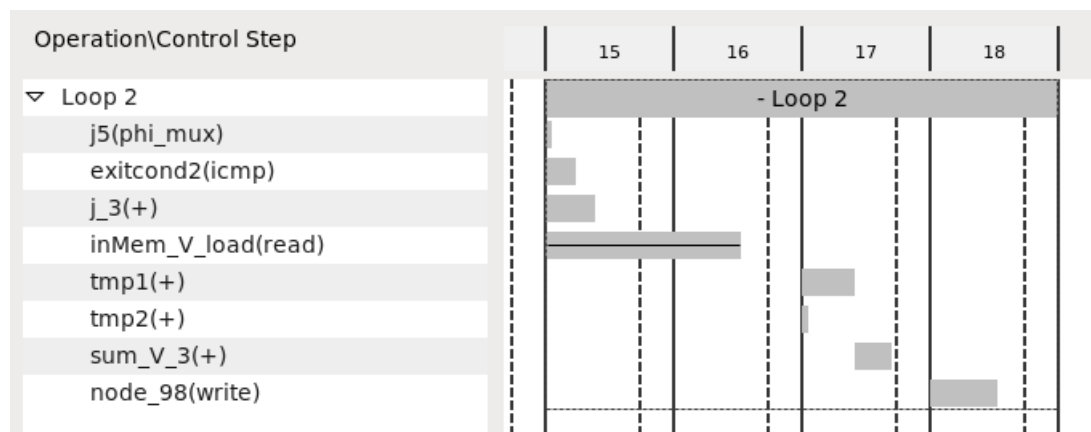 Operation\Control Step 15 16 17 18
Loop 2 - Loop 2
j5(phi_mux)
exitcond2(icmp)
j_3(+)
inMem_V_load(read)
tmp1(+)
tmp2(+)
sum_V_3(+)
node_98(write)